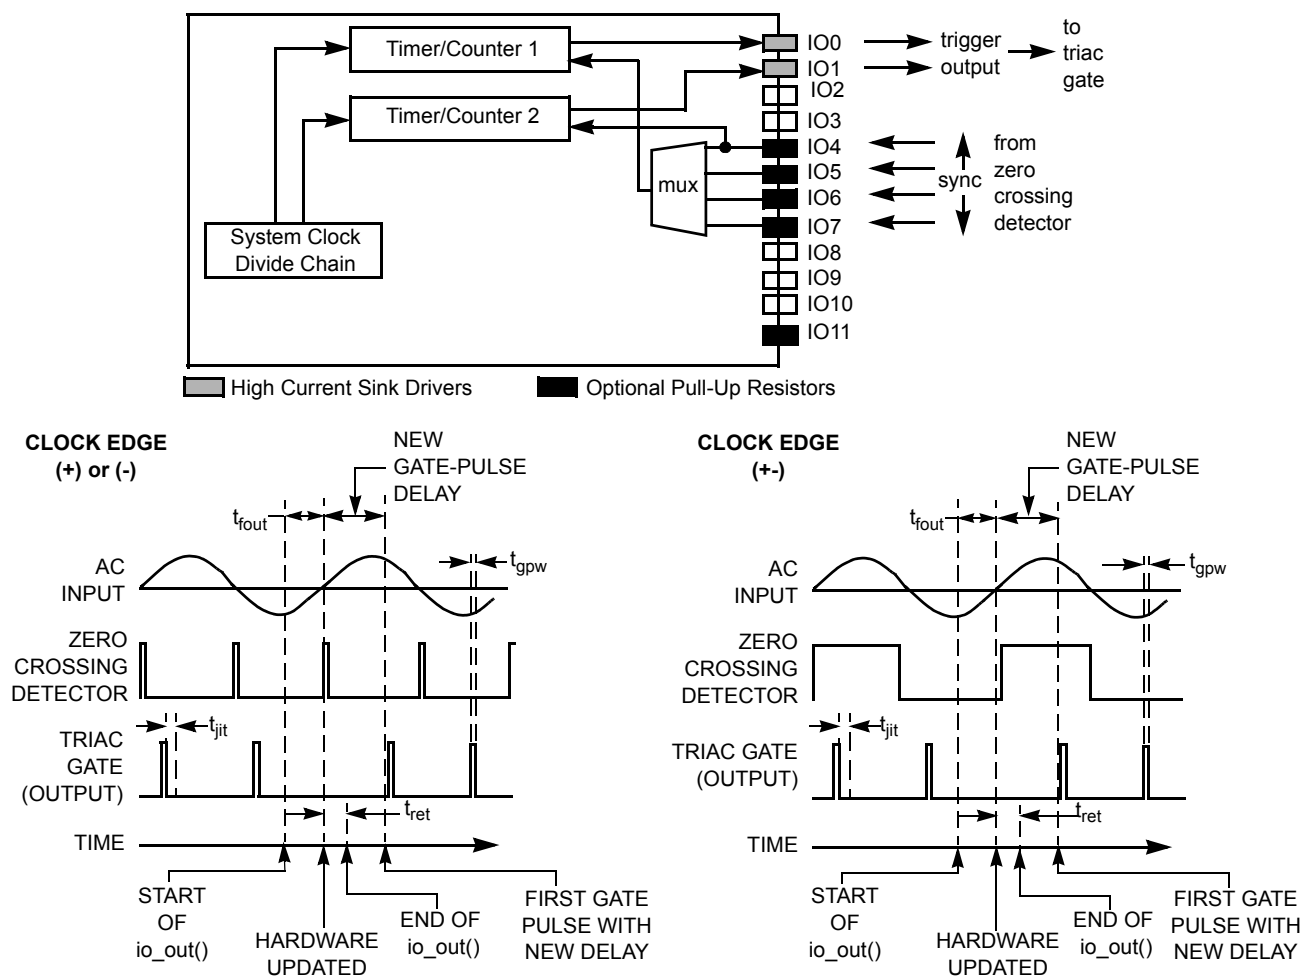 Timer/Counter 1
Timer/Counter 2
System Clock
Divide Chain
mux
IO0
IO1
IO2
IO3
IO4
IO5
IO6
IO7
IO8
IO9
IO10
IO11
trigger
output
to
triac
gate
from
zero
crossing
detector
sync
High Current Sink Drivers
Optional Pull-Up Resistors
CLOCK EDGE
(+) or (-)
NEW
GATE-PULSE
DELAY
tfout
tgpw
AC
INPUT
ZERO
CROSSING
DETECTOR
tjit
TRIAC
GATE
(OUTPUT)
tret
TIME
START
OF
io_out()
HARDWARE
UPDATED
END OF
io_out()
FIRST GATE
PULSE WITH
NEW DELAY
CLOCK EDGE
(+-)
NEW
GATE-PULSE
DELAY
tfout
tgpw
AC
INPUT
ZERO
CROSSING
DETECTOR
tjit
TRIAC GATE
(OUTPUT)
tret
TIME
START
OF
io_out()
HARDWARE
UPDATED
END OF
io_out()
FIRST GATE
PULSE WITH
NEW DELAY